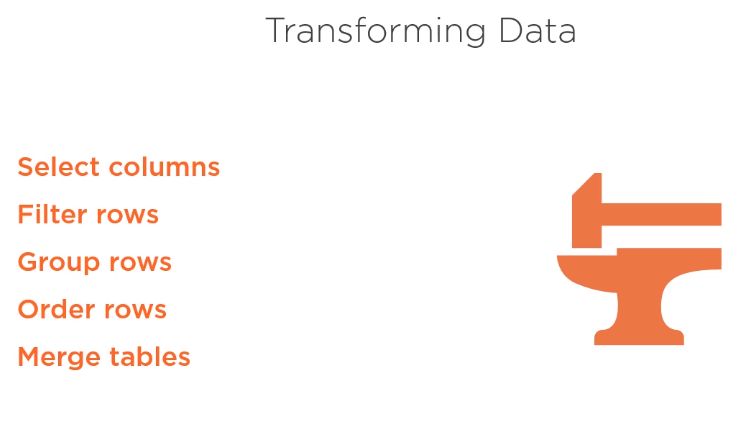 Transforming Data
Select columns
Filter rows
Group rows
Order rows
Merge tables